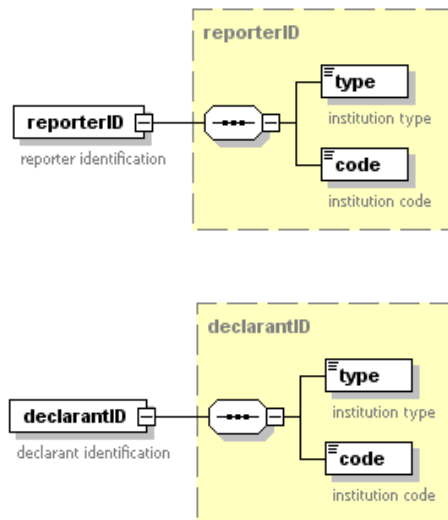 reporterID
type
institution type
reporterID
reporter identification
code
institution code
declarantID
type
institution type
declarantID
declarant identification
code
institution code